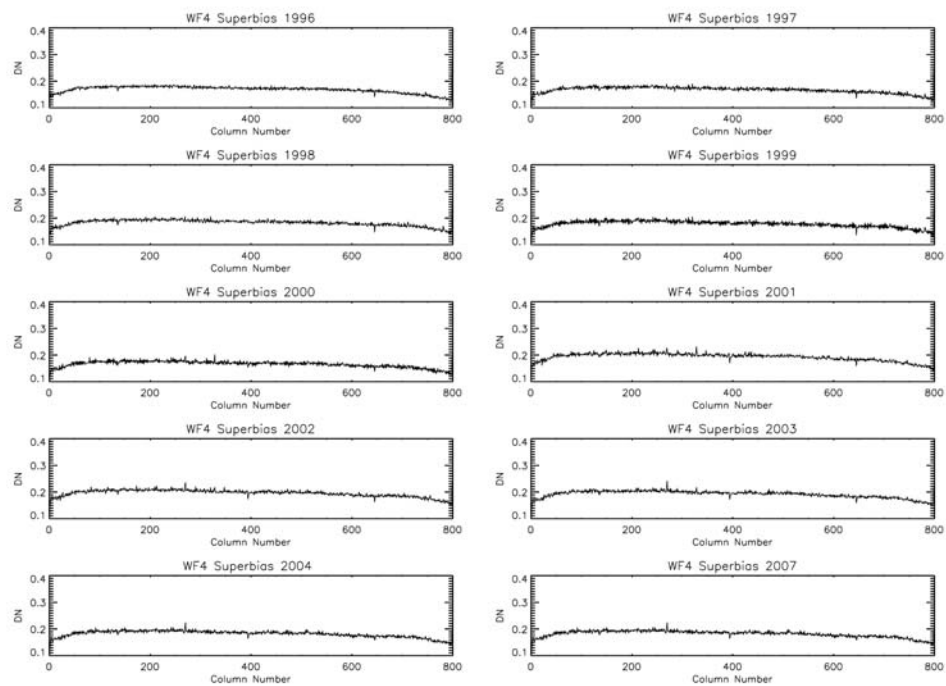 WF4 Superbias 1996
0.4
0.3
0.2
0.1
DN
0 200 400 600 800
Column Number
WF4 Superbias 1997
0.4
0.3
0.2
0.1
DN
0 200 400 600 800
Column Number
WF4 Superbias 1998
0.4
0.3
0.2
0.1
DN
0 200 400 600 800
Column Number
WF4 Superbias 1999
0.4
0.3
0.2
0.1
DN
0 200 400 600 800
Column Number
WF4 Superbias 2000
0.4
0.3
0.2
0.1
DN
0 200 400 600 800
Column Number
WF4 Superbias 2001
0.4
0.3
0.2
0.1
DN
0 200 400 600 800
Column Number
WF4 Superbias 2002
0.4
0.3
0.2
0.1
DN
0 200 400 600 800
Column Number
WF4 Superbias 2003
0.4
0.3
0.2
0.1
DN
0 200 400 600 800
Column Number
WF4 Superbias 2004
0.4
0.3
0.2
0.1
DN
0 200 400 600 800
Column Number
WF4 Superbias 2007
0.4
0.3
0.2
0.1
DN
0 200 400 600 800
Column Number